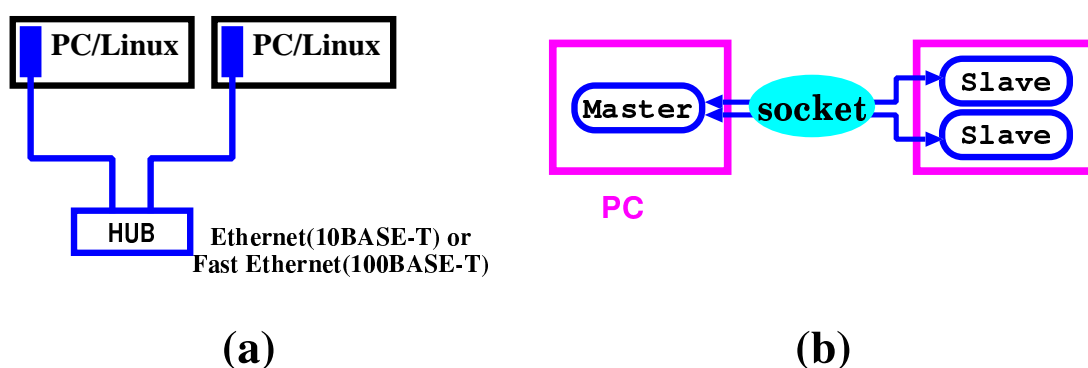 PC/Linux
PC/Linux
HUB
Ethernet(10BASE-T) or
Fast Ethernet(100BASE-T)
(a)
Master
socket
Slave
Slave
PC
(b)